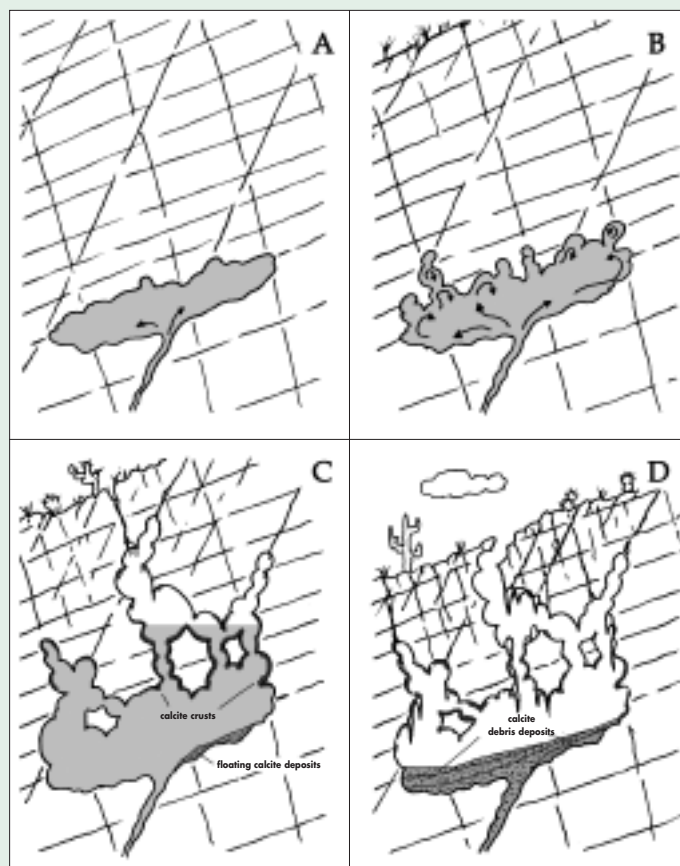 A
B
C
calcite crusts
floating calcite deposits
D
calcite
debris deposits